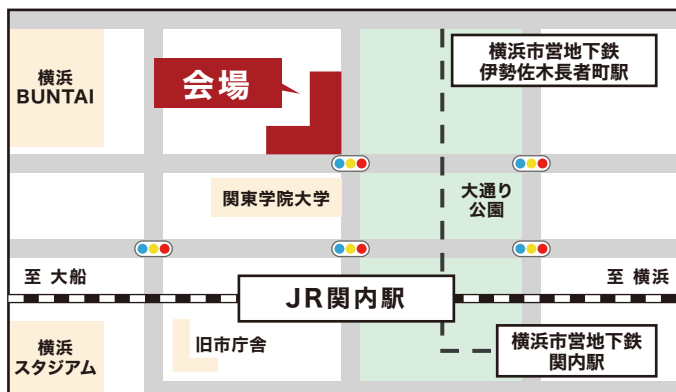 横浜
BUNTAI
会場
横浜市営地下鉄
伊勢佐木長者町駅
関東学院大学
大通り
公園
至 大船
JR関内駅
至 横浜
横浜
スタジアム
旧市庁舎
横浜市営地下鉄
関内駅